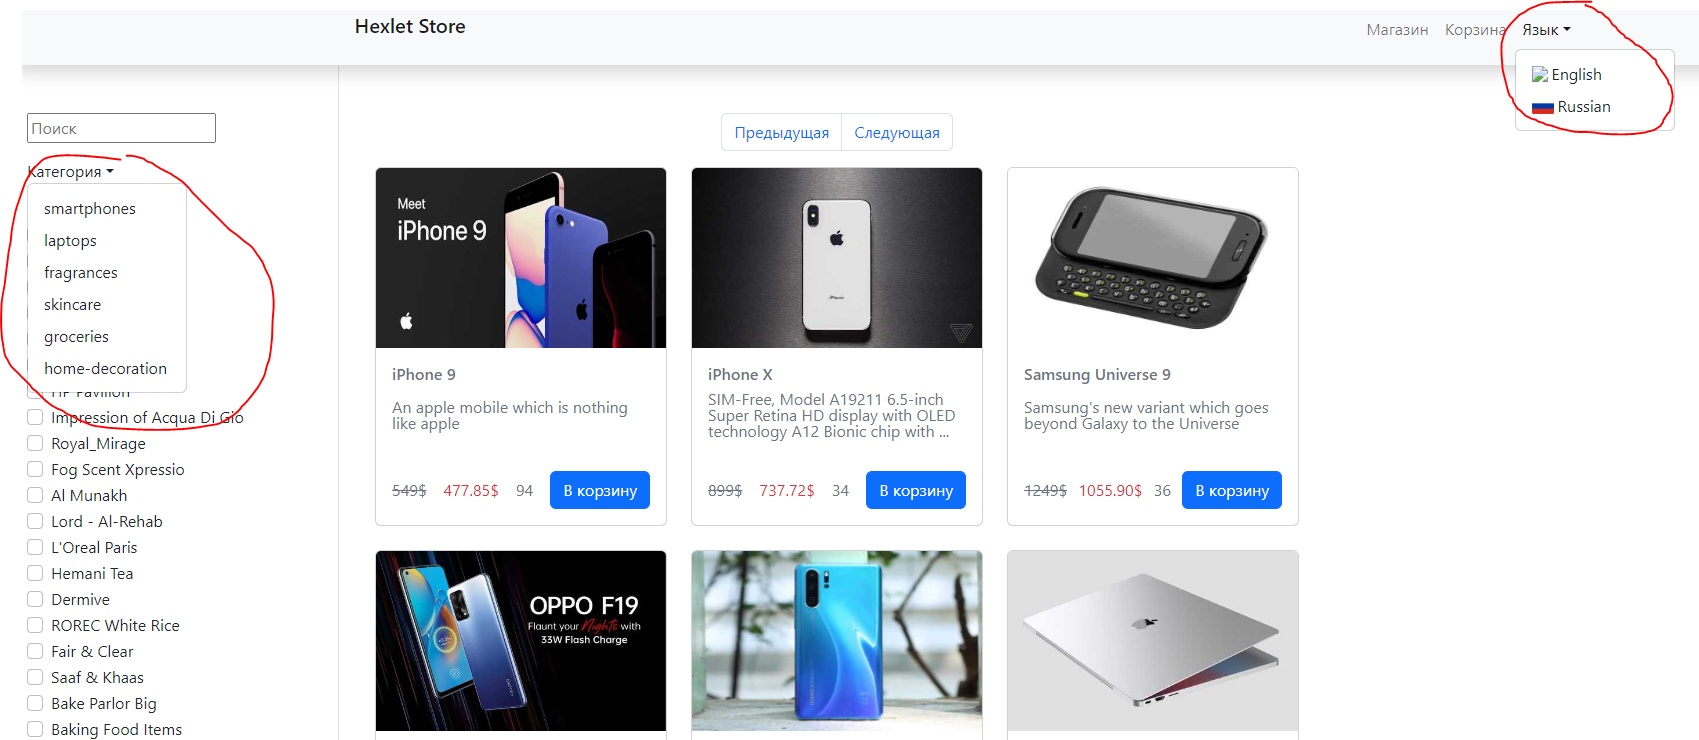 Hexlet Store
Магазин Корзина Язык
English
Russian
Поиск
Категория
smartphones
laptops
fragrances
skincare
groceries
home-decoration
HP Pavilion
Impression of Acqua Di Gio
Royal_Mirage
Fog Scent Xpressio
Al Munakh
Lord - Al-Rehab
L'Oreal Paris
Hemani Tea
Dermive
ROREC White Rice
Fair & Clear
Saaf & Khaas
Bake Parlor Big
Baking Food Items
Предыдущая Следующая
Meet
iPhone 9
iPhone 9
An apple mobile which is nothing
like apple
549$ 477.85$ 94 В корзину
iPhone
iPhone X
SIM-Free, Model A19211 6.5-inch
Super Retina HD display with OLED
technology A12 Bionic chip with ...
899$ 737.72$ 34 В корзину
Samsung Universe 9
Samsung's new variant which goes
beyond Galaxy to the Universe
1249$ 1055.90$ 36 В корзину
OPPO F19
Flaunt your Nights with
33W Flash Charge